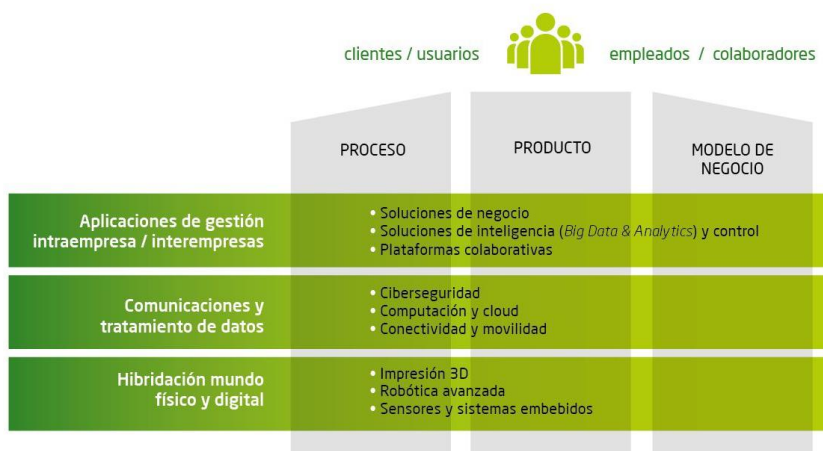 clientes / usuarios
empleados / colaboradores
PROCESO
PRODUCTO
MODELO DE
NEGOCIO
Aplicaciones de gestión
intraempresa / interempresas
• Soluciones de negocio
• Soluciones de inteligencia (Big Data & Analytics) y control
• Plataformas colaborativas
Comunicaciones y
tratamiento de datos
• Ciberseguridad
• Computación y cloud
• Conectividad y movilidad
Hibridación mundo
físico y digital
• Impresión 3D
• Robótica avanzada
• Sensores y sistemas embebidos